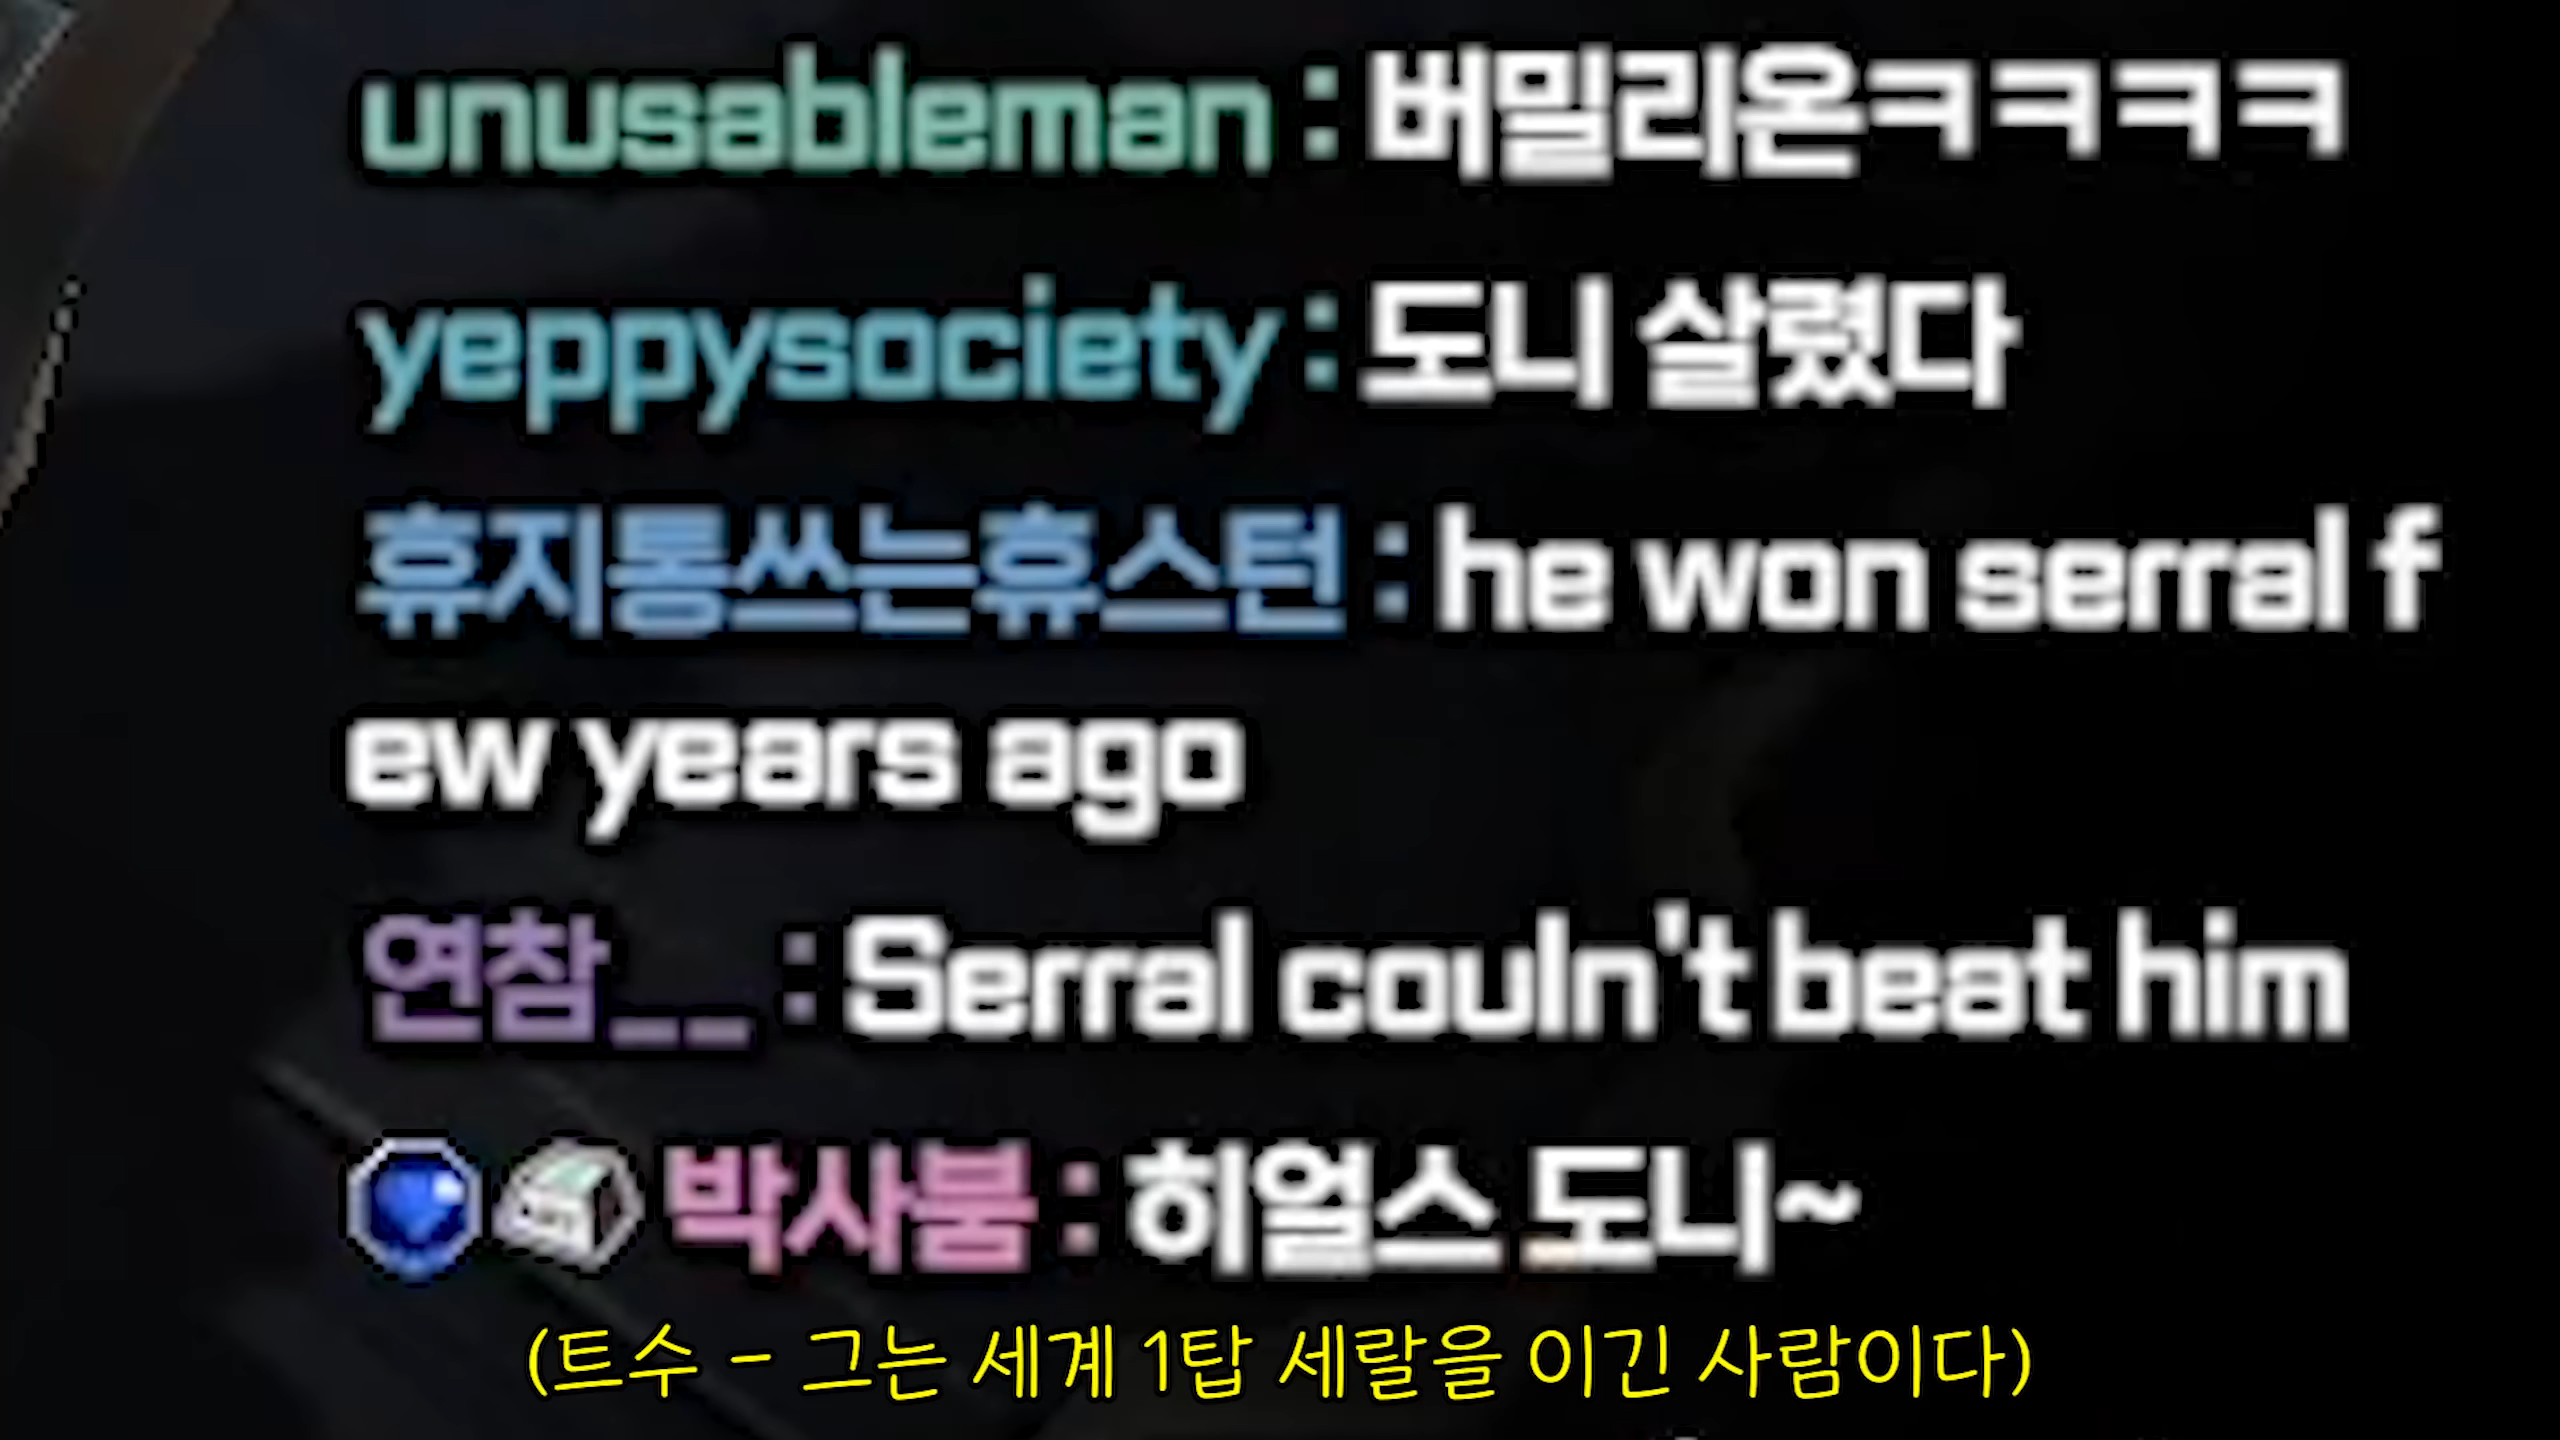 unusableman : 버밀리온ㅋㅋㅋㅋ
yeppysociety : 도니 살렸다
휴지통쓰는휴스턴 : he won serral f
ew years ago
연참__ : Serral couln't beat him
박사붐 : 히얼스 도니~
(트수 - 그는 세계 1탑 세랄을 이긴 사람이다)